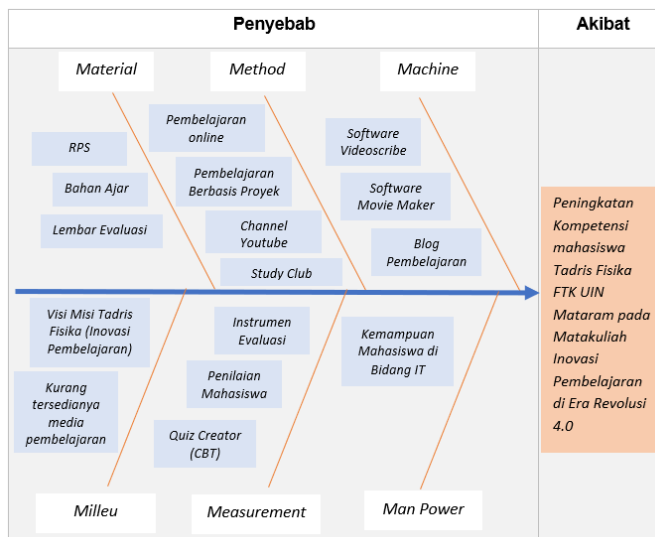 Penyebab
Akibat
Material
Method
Machine
RPS
Bahan Ajar
Lembar Evaluasi
Pembelajaran
online
Pembelajaran
Berbasis Proyek
Channel
Youtube
Study Club
Software
Videoscribe
Software
Movie Maker
Blog
Pembelajaran
Visi Misi Tadris
Fisika (Inovasi
Pembelajaran)
Kurang
tersedianya
media
pembelajaran
Instrumen
Evaluasi
Penilaian
Mahasiswa
Quiz Creator
(CBT)
Kemampuan
Mahasiswa di
Bidang IT
Milleu
Measurement
Man Power
Peningkatan
Kompetensi
mahasiswa
Tadris Fisika
FTK UIN
Mataram pada
Matakuliah
Inovasi
Pembelajaran
di Era Revolusi
4.0